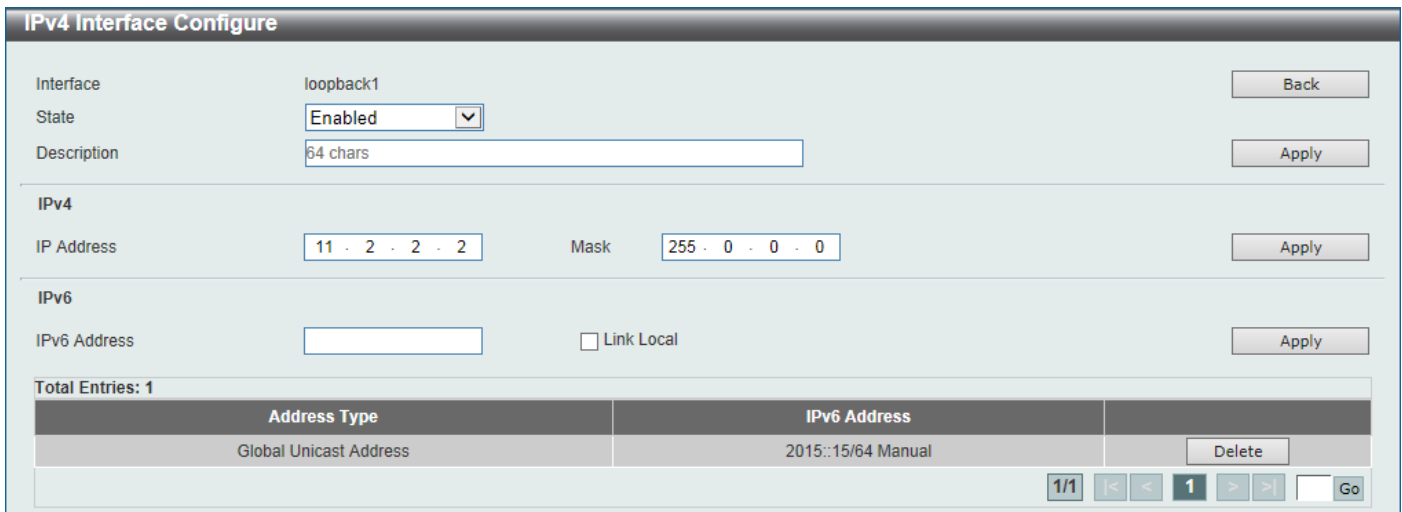 IPv4 Interface Configure
Interface loopback1 Back
State Enabled
Description 64 chars Apply
IPv4
IP Address 11 . 2 . 2 . 2 Mask 255 . 0 . 0 . 0 Apply
IPv6
IPv6 Address Link Local Apply
Total Entries: 1
Address Type IPv6 Address
Global Unicast Address 2015::15/64 Manual Delete
1/1 |< < 1 > >| Go